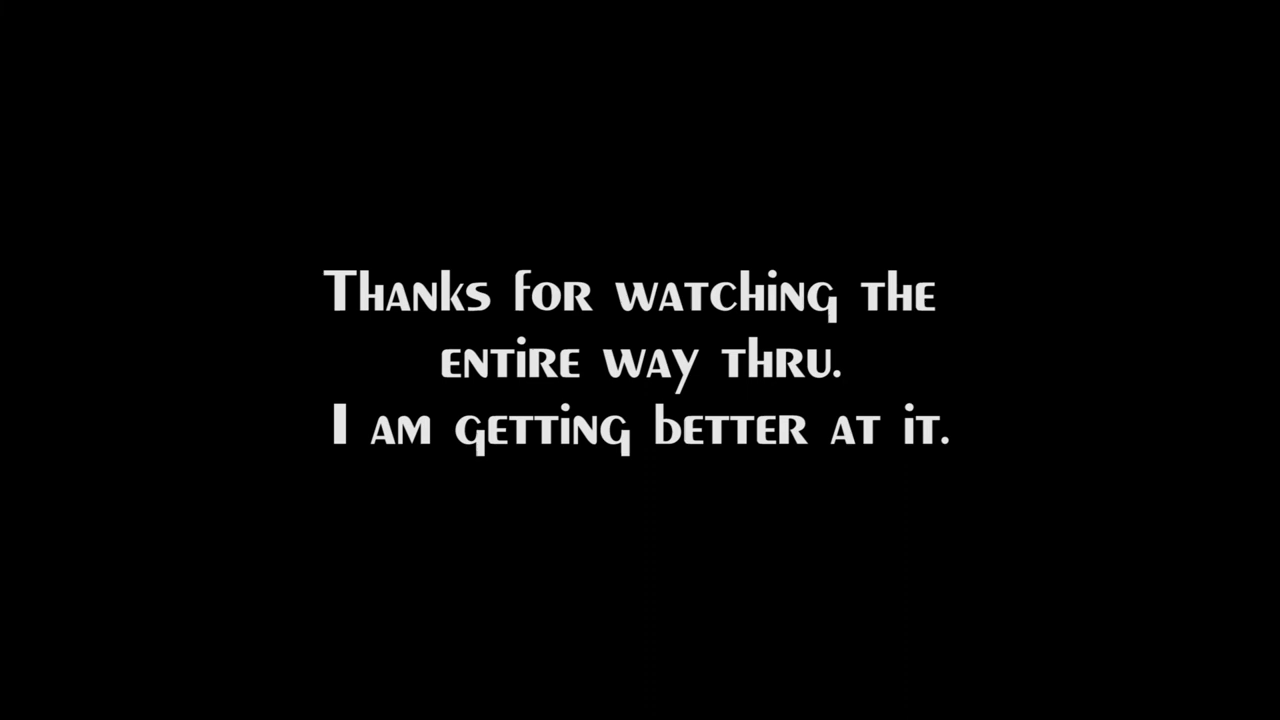 Thanks for watching the
entire way thru.
I am getting better at it.